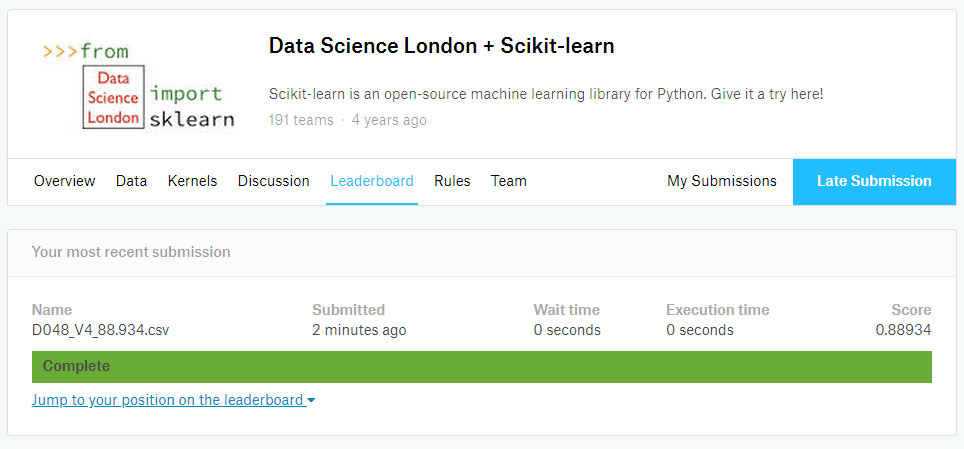 >>>from
Data
Science
London
import
sklearn
Data Science London + Scikit-learn
Scikit-learn is an open-source machine learning library for Python. Give it a try here!
191 teams · 4 years ago
Overview Data Kernels Discussion Leaderboard Rules Team My Submissions Late Submission
Your most recent submission
Name Submitted Wait time Execution time Score
D048_V4_88.934.csv 2 minutes ago 0 seconds 0 seconds 0.88934
Complete
Jump to your position on the leaderboard